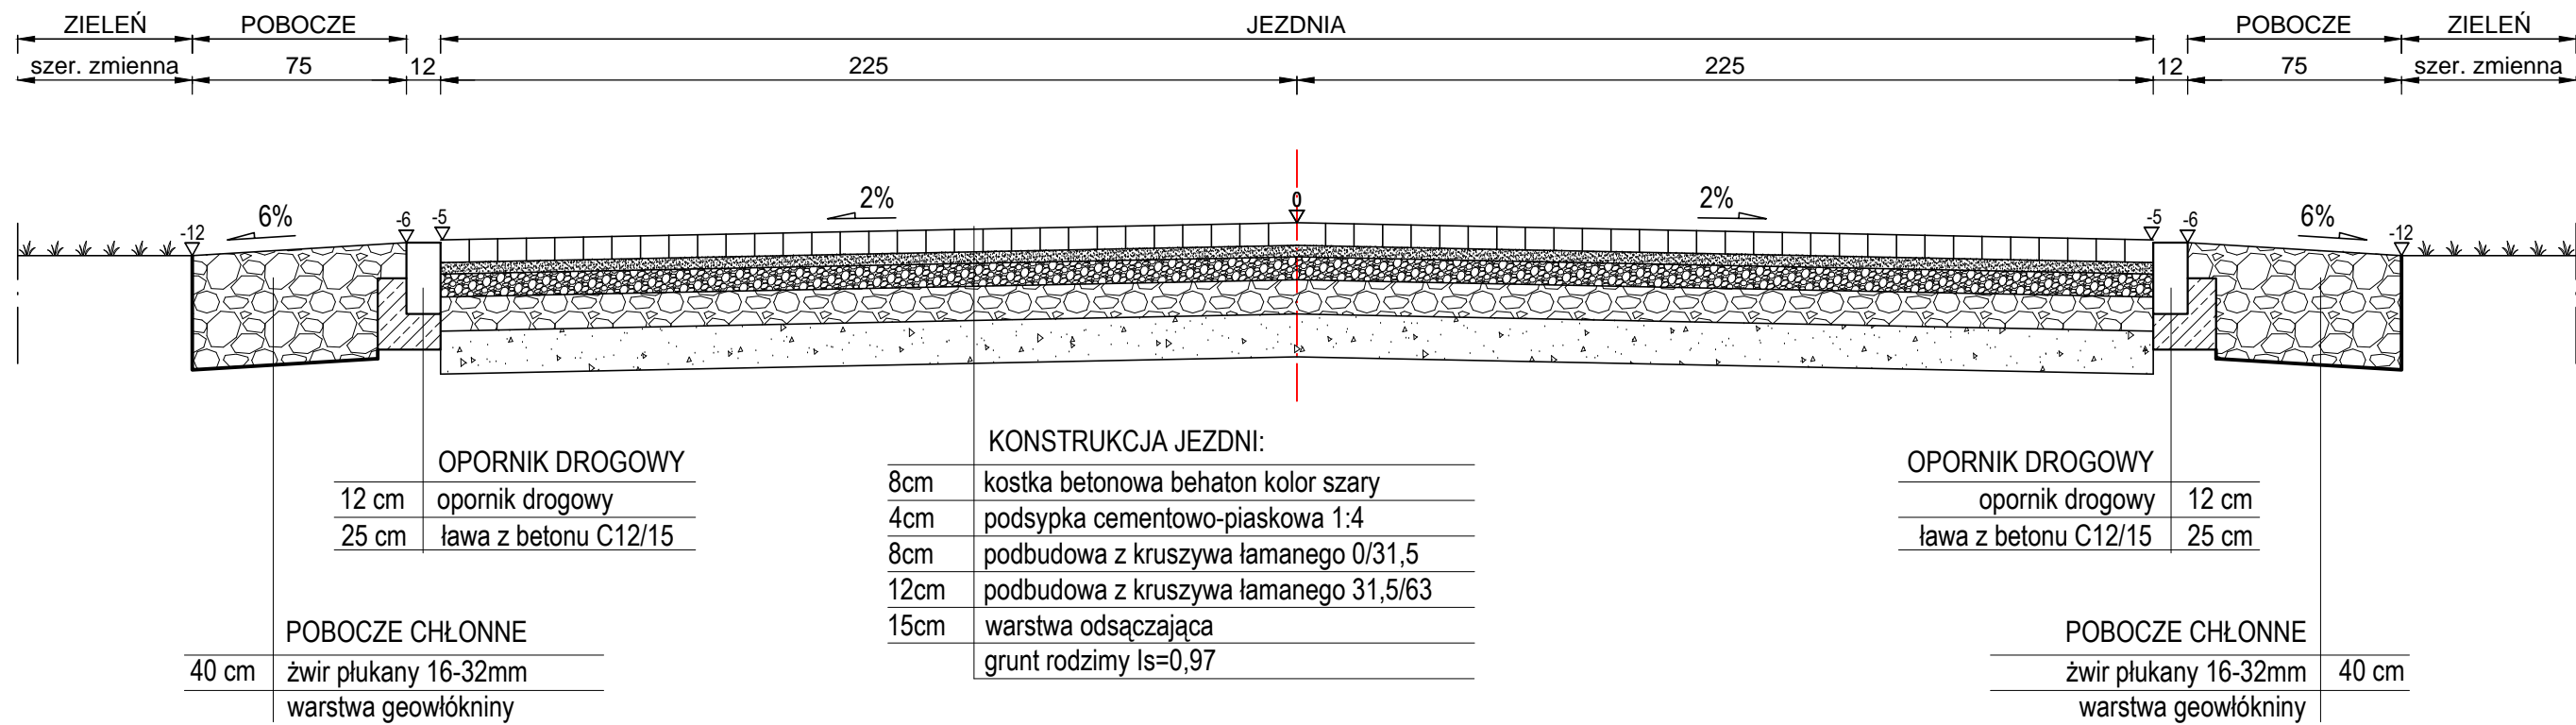 ZIELEŃ POBOCZE JEZDNIA POBOCZE ZIELEŃ
szer. zmienna 75 12 225 225 12 75 szer. zmienna
-12 6% -6 -5 2% 0 2% -5 -6 6% -12
OPORNIK DROGOWY
12 cm opornik drogowy
25 cm ława z betonu C12/15
POBOCZE CHŁONNE
40 cm żwir płukany 16-32mm
warstwa geowłókniny
KONSTRUKCJA JEZDNI:
8cm kostka betonowa behaton kolor szary
4cm podsypka cementowo-piaskowa 1:4
8cm podbudowa z kruszywa łamanego 0/31,5
12cm podbudowa z kruszywa łamanego 31,5/63
15cm warstwa odsączająca
grunt rodzimy Is=0,97
OPORNIK DROGOWY
opornik drogowy 12 cm
ława z betonu C12/15 25 cm
POBOCZE CHŁONNE
żwir płukany 16-32mm 40 cm
warstwa geowłókniny